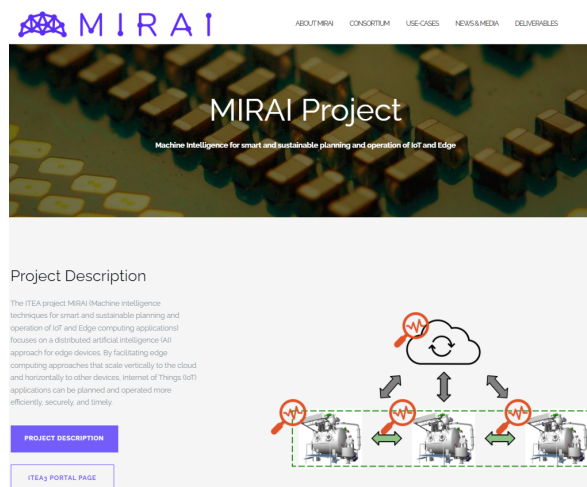 MIRAI
ABOUT MIRAI CONSORTIUM USE-CASES NEWS & MEDIA DELIVERABLES
MIRAI Project
Machine Intelligence for smart and sustainable planning and operation of IoT and Edge
Project Description
The ITEA project MIRAI (Machine intelligence
techniques for smart and sustainable planning and
operation of IoT and Edge computing applications)
focuses on a distributed artificial intelligence (AI)
approach for edge devices. By facilitating edge
computing approaches that scale vertically to the cloud
and horizontally to other devices, Internet of Things (IoT)
applications can be planned and operated more
efficiently, securely, and timely.
PROJECT DESCRIPTION
ITEA3 PORTAL PAGE